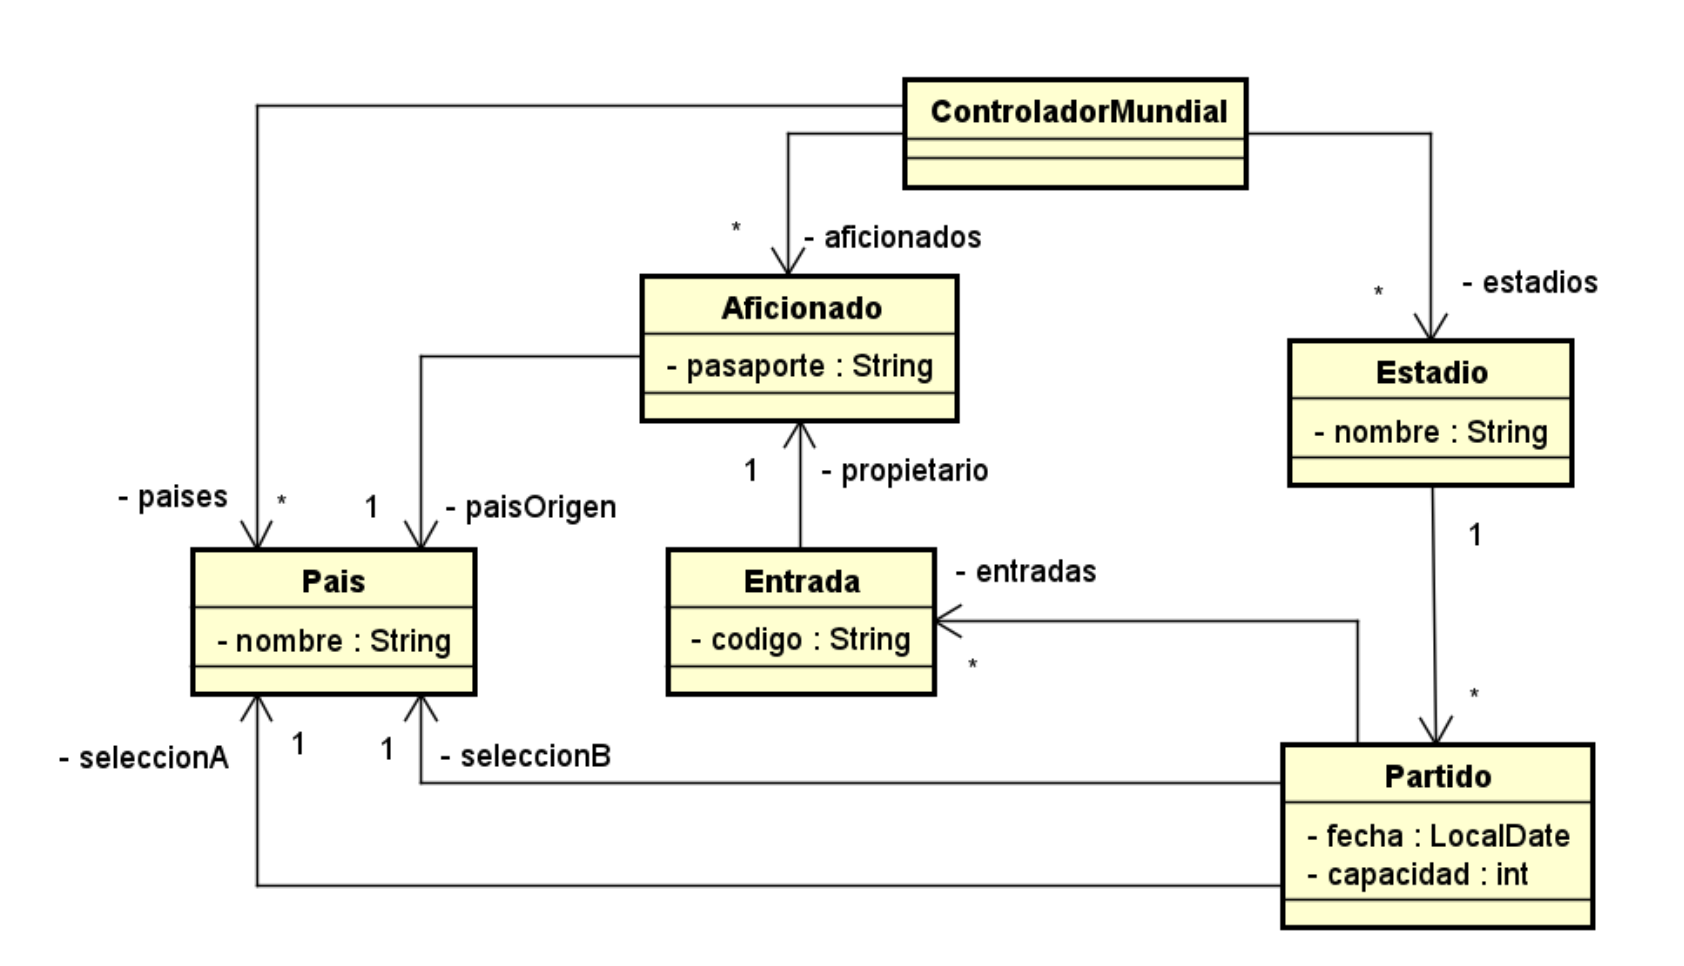 ControladorMundial
*
- aficionados
*
- estadios
Aficionado
- pasaporte : String
Estadio
- nombre : String
1
- propietario
- paises
*
1
- paisOrigen
1
Pais
- nombre : String
Entrada
- codigo : String
- entradas
*
*
- seleccionA
1
1
- seleccionB
Partido
- fecha : LocalDate
- capacidad : int